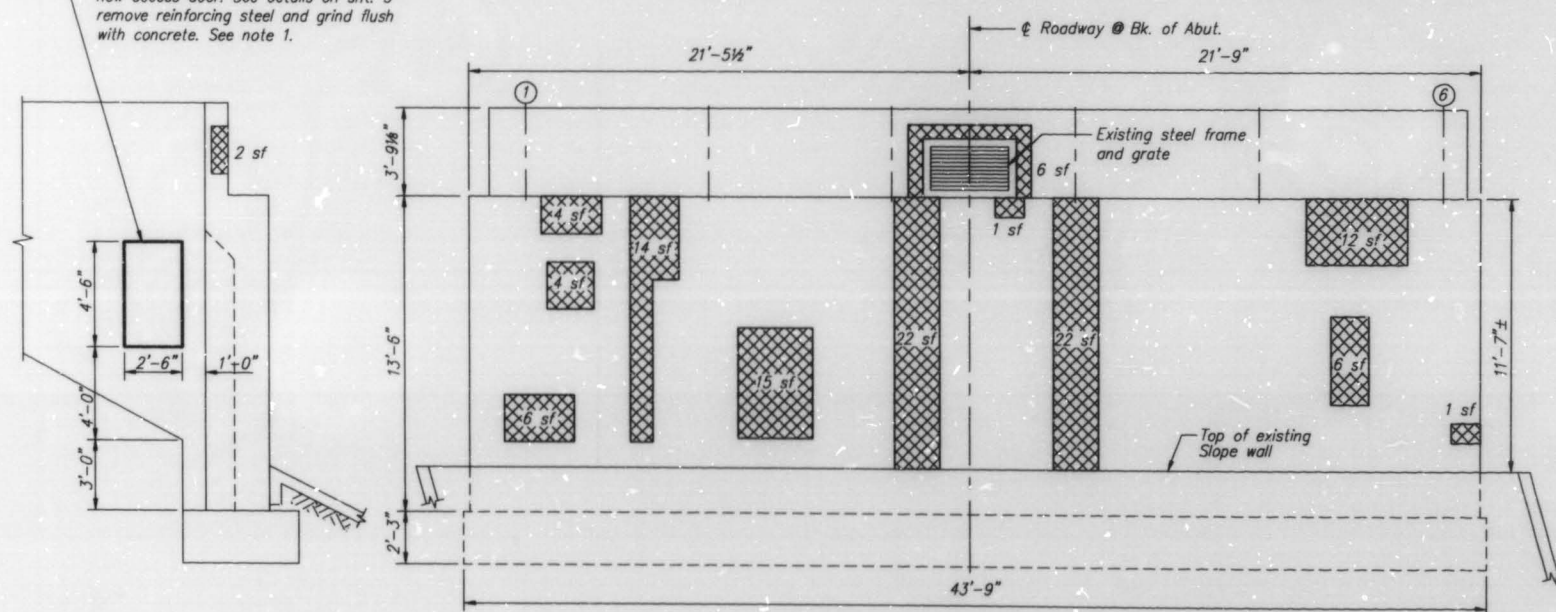 remove reinforcing steel and grind flush
with concrete. See note 1.
℄ Roadway @ Bk. of Abut.
21'-5½"
21'-9"
1
6
3'-9⅛"
2 sf
Existing steel frame
and grate
6 sf
4 sf
14 sf
1 sf
12 sf
4 sf
4'-6"
13'-6"
22 sf
22 sf
11'-7"±
2'-6"
1'-0"
15 sf
6 sf
4'-0"
6 sf
1 sf
Top of existing
Slope wall
3'-0"
2'-3"
43'-9"